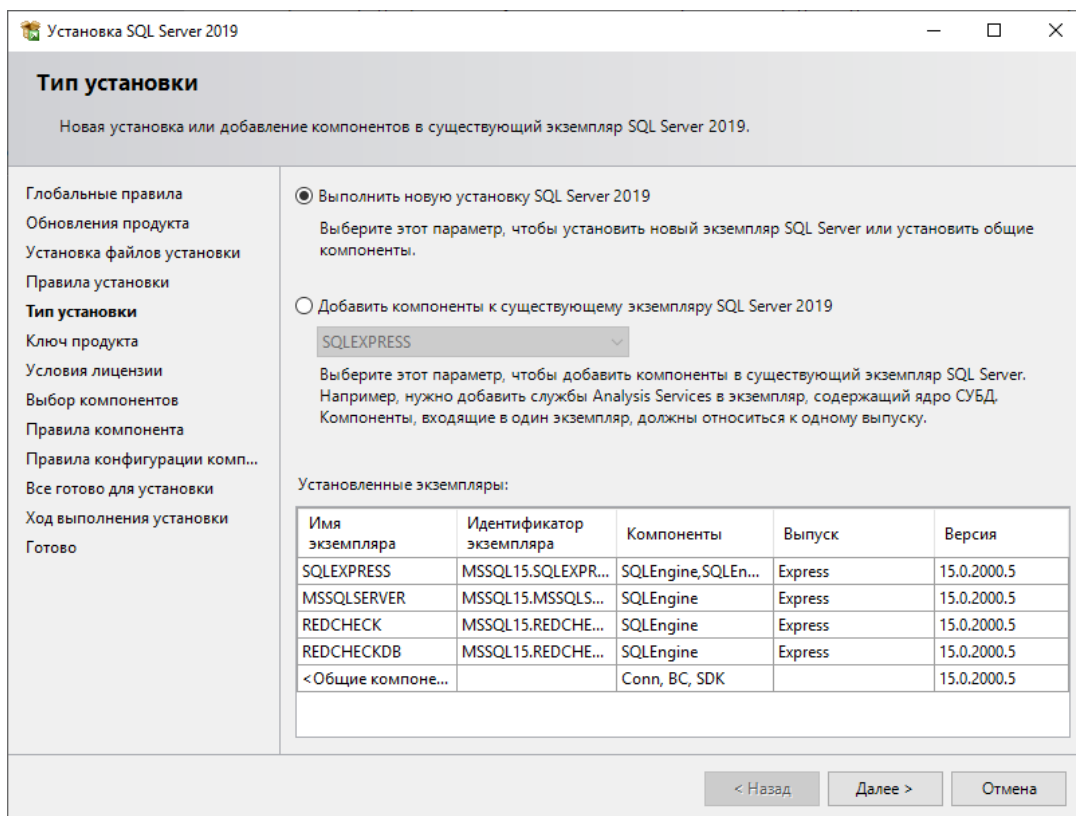 Установка SQL Server 2019
Тип установки
Новая установка или добавление компонентов в существующий экземпляр SQL Server 2019.
Глобальные правила
Обновления продукта
Установка файлов установки
Правила установки
Тип установки
Ключ продукта
Условия лицензии
Выбор компонентов
Правила компонента
Правила конфигурации комп...
Все готово для установки
Ход выполнения установки
Готово
Выполнить новую установку SQL Server 2019
Выберите этот параметр, чтобы установить новый экземпляр SQL Server или установить общие
компоненты.
Добавить компоненты к существующему экземпляру SQL Server 2019
SQLEXPRESS
Выберите этот параметр, чтобы добавить компоненты в существующий экземпляр SQL Server.
Например, нужно добавить службы Analysis Services в экземпляр, содержащий ядро СУБД.
Компоненты, входящие в один экземпляр, должны относиться к одному выпуску.
Установленные экземпляры:
Имя экземпляра Идентификатор экземпляра Компоненты Выпуск Версия
SQLEXPRESS MSSQL15.SQLEXPR... SQLEngine,SQLEn... Express 15.0.2000.5
MSSQLSERVER MSSQL15.MSSQLS... SQLEngine Express 15.0.2000.5
REDCHECK MSSQL15.REDCHE... SQLEngine Express 15.0.2000.5
REDCHECKDB MSSQL15.REDCHE... SQLEngine Express 15.0.2000.5
<Общие компоне... Conn, BC, SDK 15.0.2000.5
< Назад Далее > Отмена